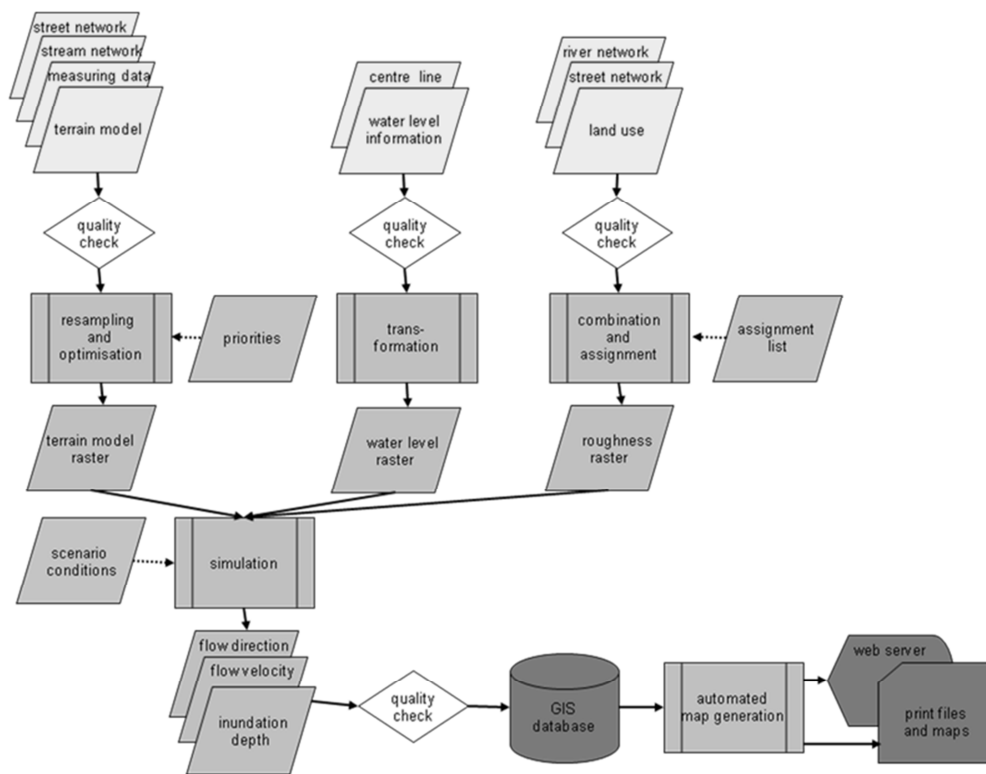 street network
stream network
measuring data
terrain model
centre line
water level
information
river network
street network
land use
quality
check
quality
check
quality
check
resampling
and
optimisation
priorities
trans-
formation
combination
and
assignment
assignment
list
terrain model
raster
water level
raster
roughness
raster
scenario
conditions
simulation
flow direction
flow velocity
inundation
depth
quality
check
GIS
database
automated
map generation
web server
print files
and maps